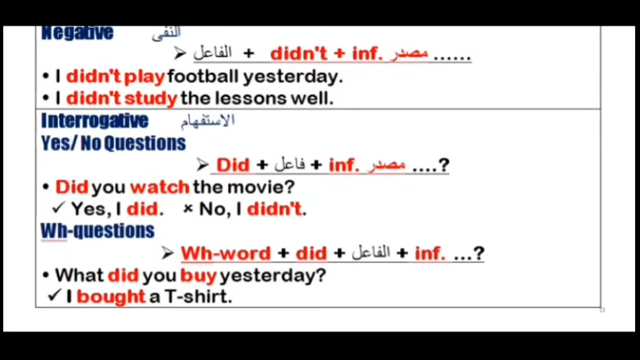 Negative النفى
➢ الفاعل + didn't + inf. مصدر ......
• I didn't play football yesterday.
• I didn't study the lessons well.
Interrogative الاستفهام
Yes/ No Questions
➢ Did + فاعل + inf. مصدر ....?
• Did you watch the movie?
✓ Yes, I did. × No, I didn't.
Wh-questions
➢ Wh-word + did + الفاعل + inf. ...?
• What did you buy yesterday?
✓ I bought a T-shirt.